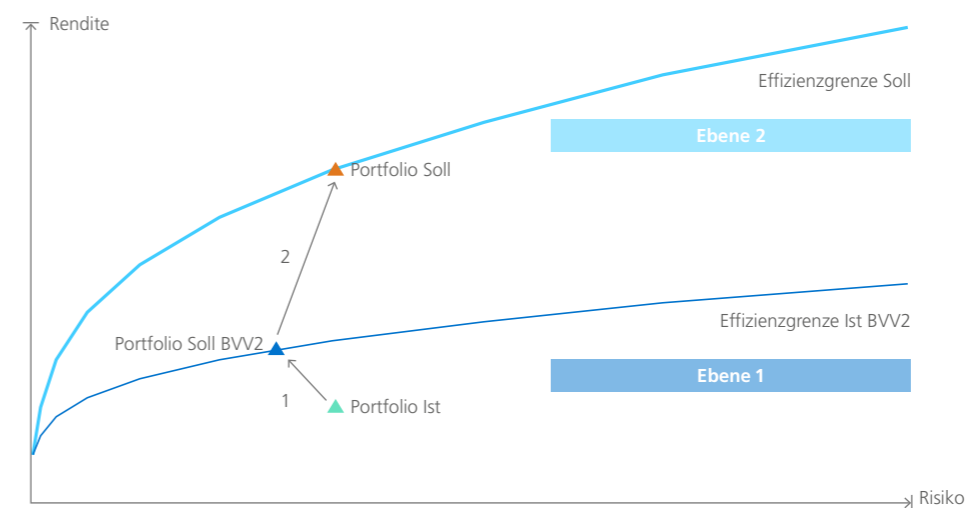 Rendite
Effizienzgrenze Soll
Ebene 2
Portfolio Soll
2
Effizienzgrenze Ist BVV2
Portfolio Soll BVV2
Ebene 1
1
Portfolio Ist
Risiko